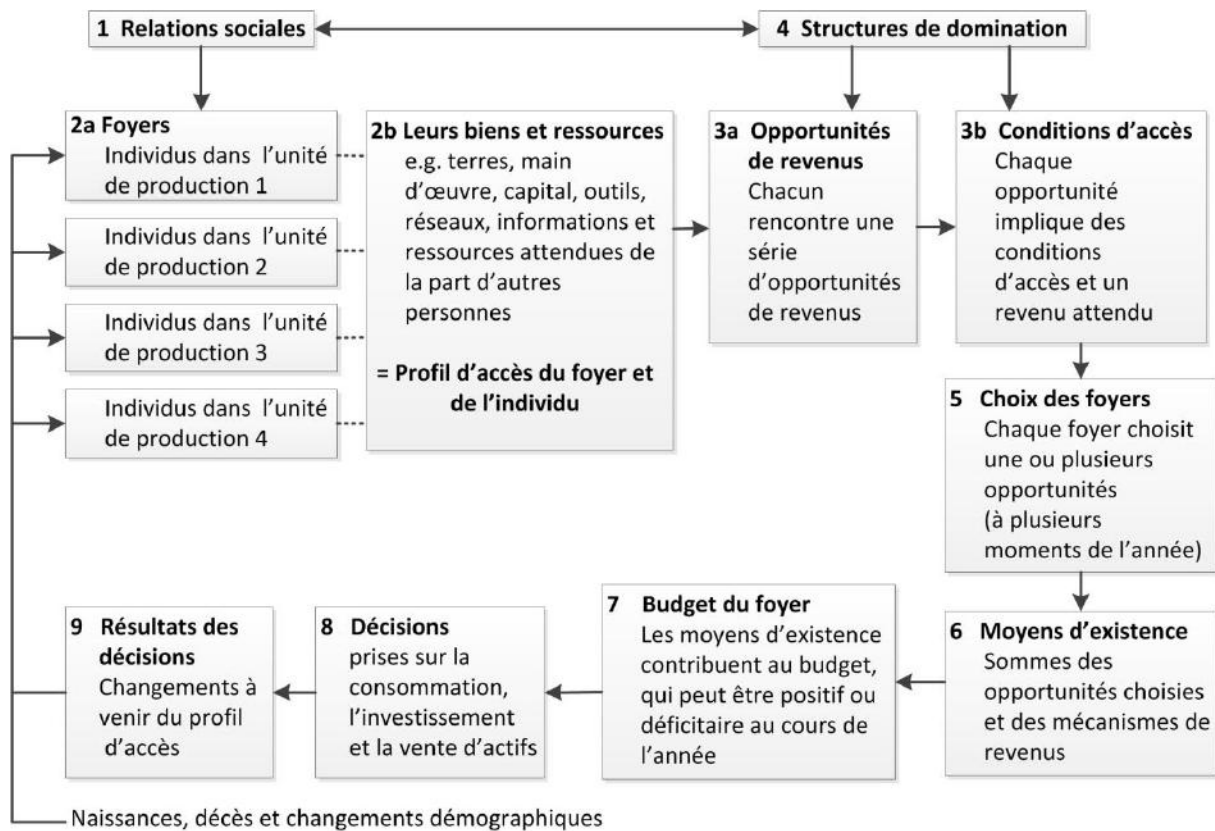 1 Relations sociales
4 Structures de domination
2a Foyers
Individus dans l’unité
de production 1
Individus dans l’unité
de production 2
Individus dans l’unité
de production 3
Individus dans l’unité
de production 4
2b Leurs biens et ressources
e.g. terres, main
d’œuvre, capital, outils,
réseaux, informations et
ressources attendues de
la part d’autres
personnes
= Profil d’accès du foyer et
de l’individu
3a Opportunités
de revenus
Chacun
rencontre une
série
d’opportunités
de revenus
3b Conditions d’accès
Chaque
opportunité
implique des
conditions
d’accès et un
revenu attendu
5 Choix des foyers
Chaque foyer choisit
une ou plusieurs
opportunités
(à plusieurs
moments de l’année)
6 Moyens d’existence
Sommes des
opportunités choisies
et des mécanismes de
revenus
7 Budget du foyer
Les moyens d’existence
contribuent au budget,
qui peut être positif ou
déficitaire au cours de
l’année
8 Décisions
prises sur la
consommation,
l’investissement
et la vente d’actifs
9 Résultats des
décisions
Changements à
venir du profil
d’accès
Naissances, décès et changements démographiques